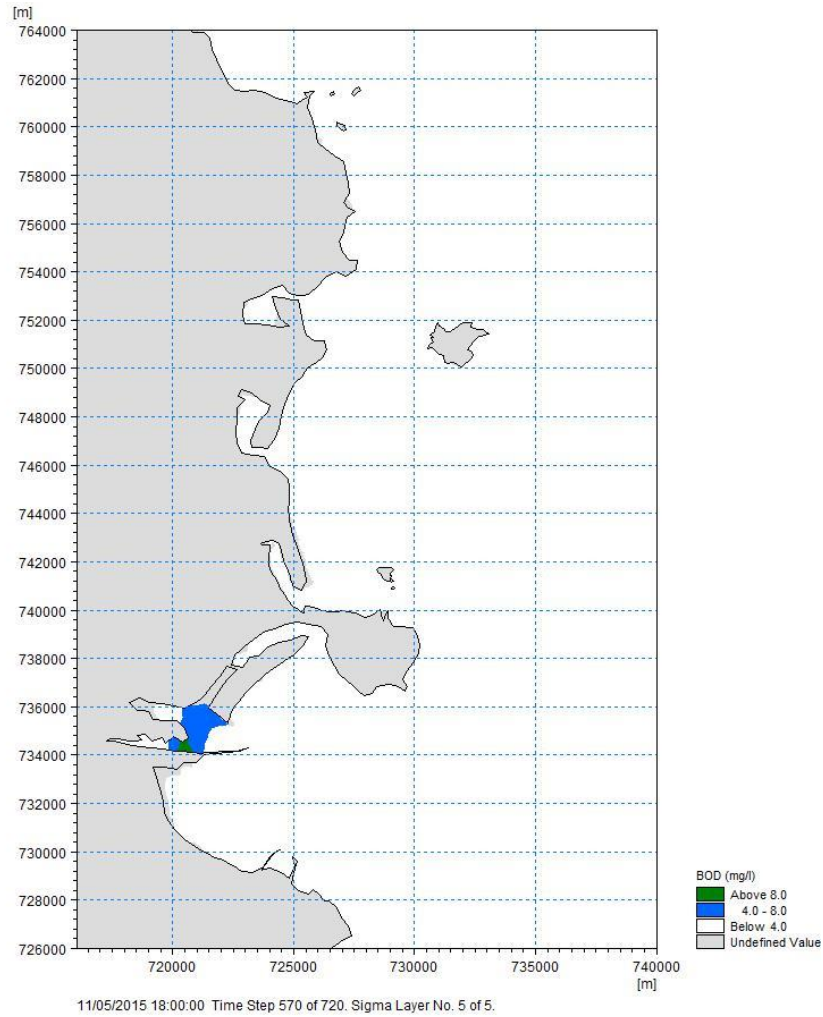 [m]
764000
762000
760000
758000
756000
754000
752000
750000
748000
746000
744000
742000
740000
738000
736000
734000
732000
730000
728000
726000
720000 725000 730000 735000 740000
[m]
BOD (mg/l)
Above 8.0
4.0 - 8.0
Below 4.0
Undefined Value
11/05/2015 18:00:00 Time Step 570 of 720. Sigma Layer No. 5 of 5.